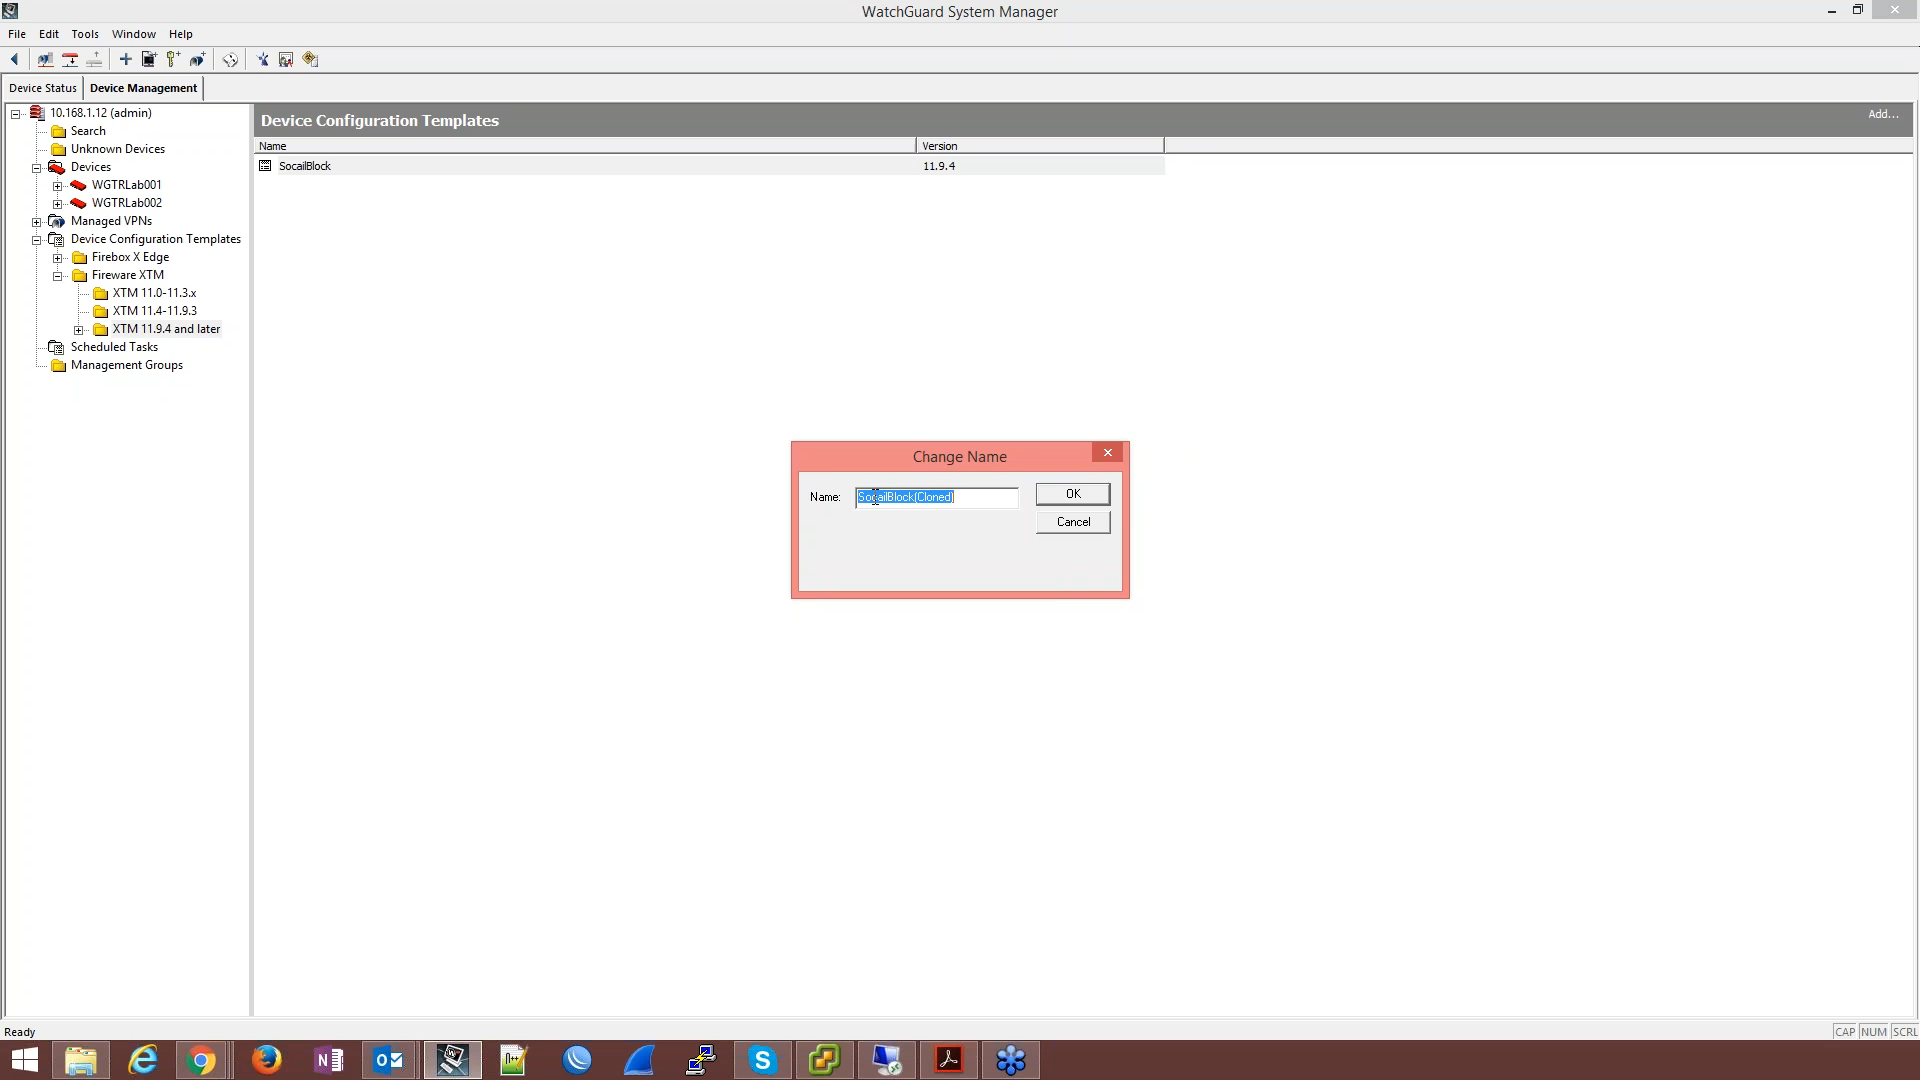 WatchGuard System Manager
File Edit Tools Window Help
Device Status Device Management
10.168.1.12 (admin)
Search
Unknown Devices
Devices
WGTRLab001
WGTRLab002
Managed VPNs
Device Configuration Templates
Firebox X Edge
Fireware XTM
XTM 11.0-11.3.x
XTM 11.4-11.9.3
XTM 11.9.4 and later
Scheduled Tasks
Management Groups
Device Configuration Templates Add...
Name Version
SocailBlock 11.9.4
Change Name
Name: SocailBlock(Cloned) OK
Cancel
Ready CAP NUM SCRL